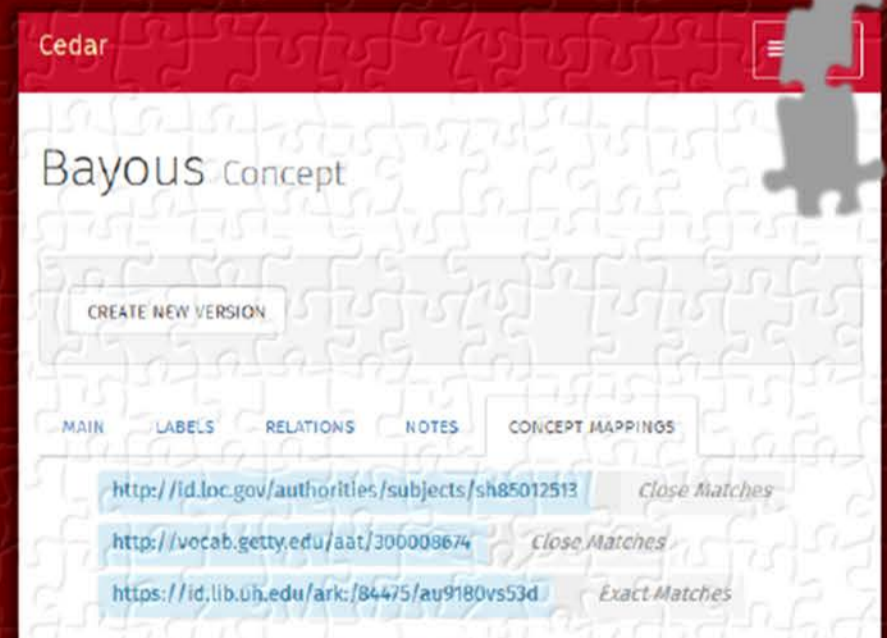 Cedar
Bayous Concept
CREATE NEW VERSION
MAIN LABELS RELATIONS NOTES CONCEPT MAPPINGS
http://id.loc.gov/authorities/subjects/sh85012513 Close Matches
http://vocab.getty.edu/aat/300008674 Close Matches
https://id.lib.uh.edu/ark:/84475/au9180vs53d Exact Matches